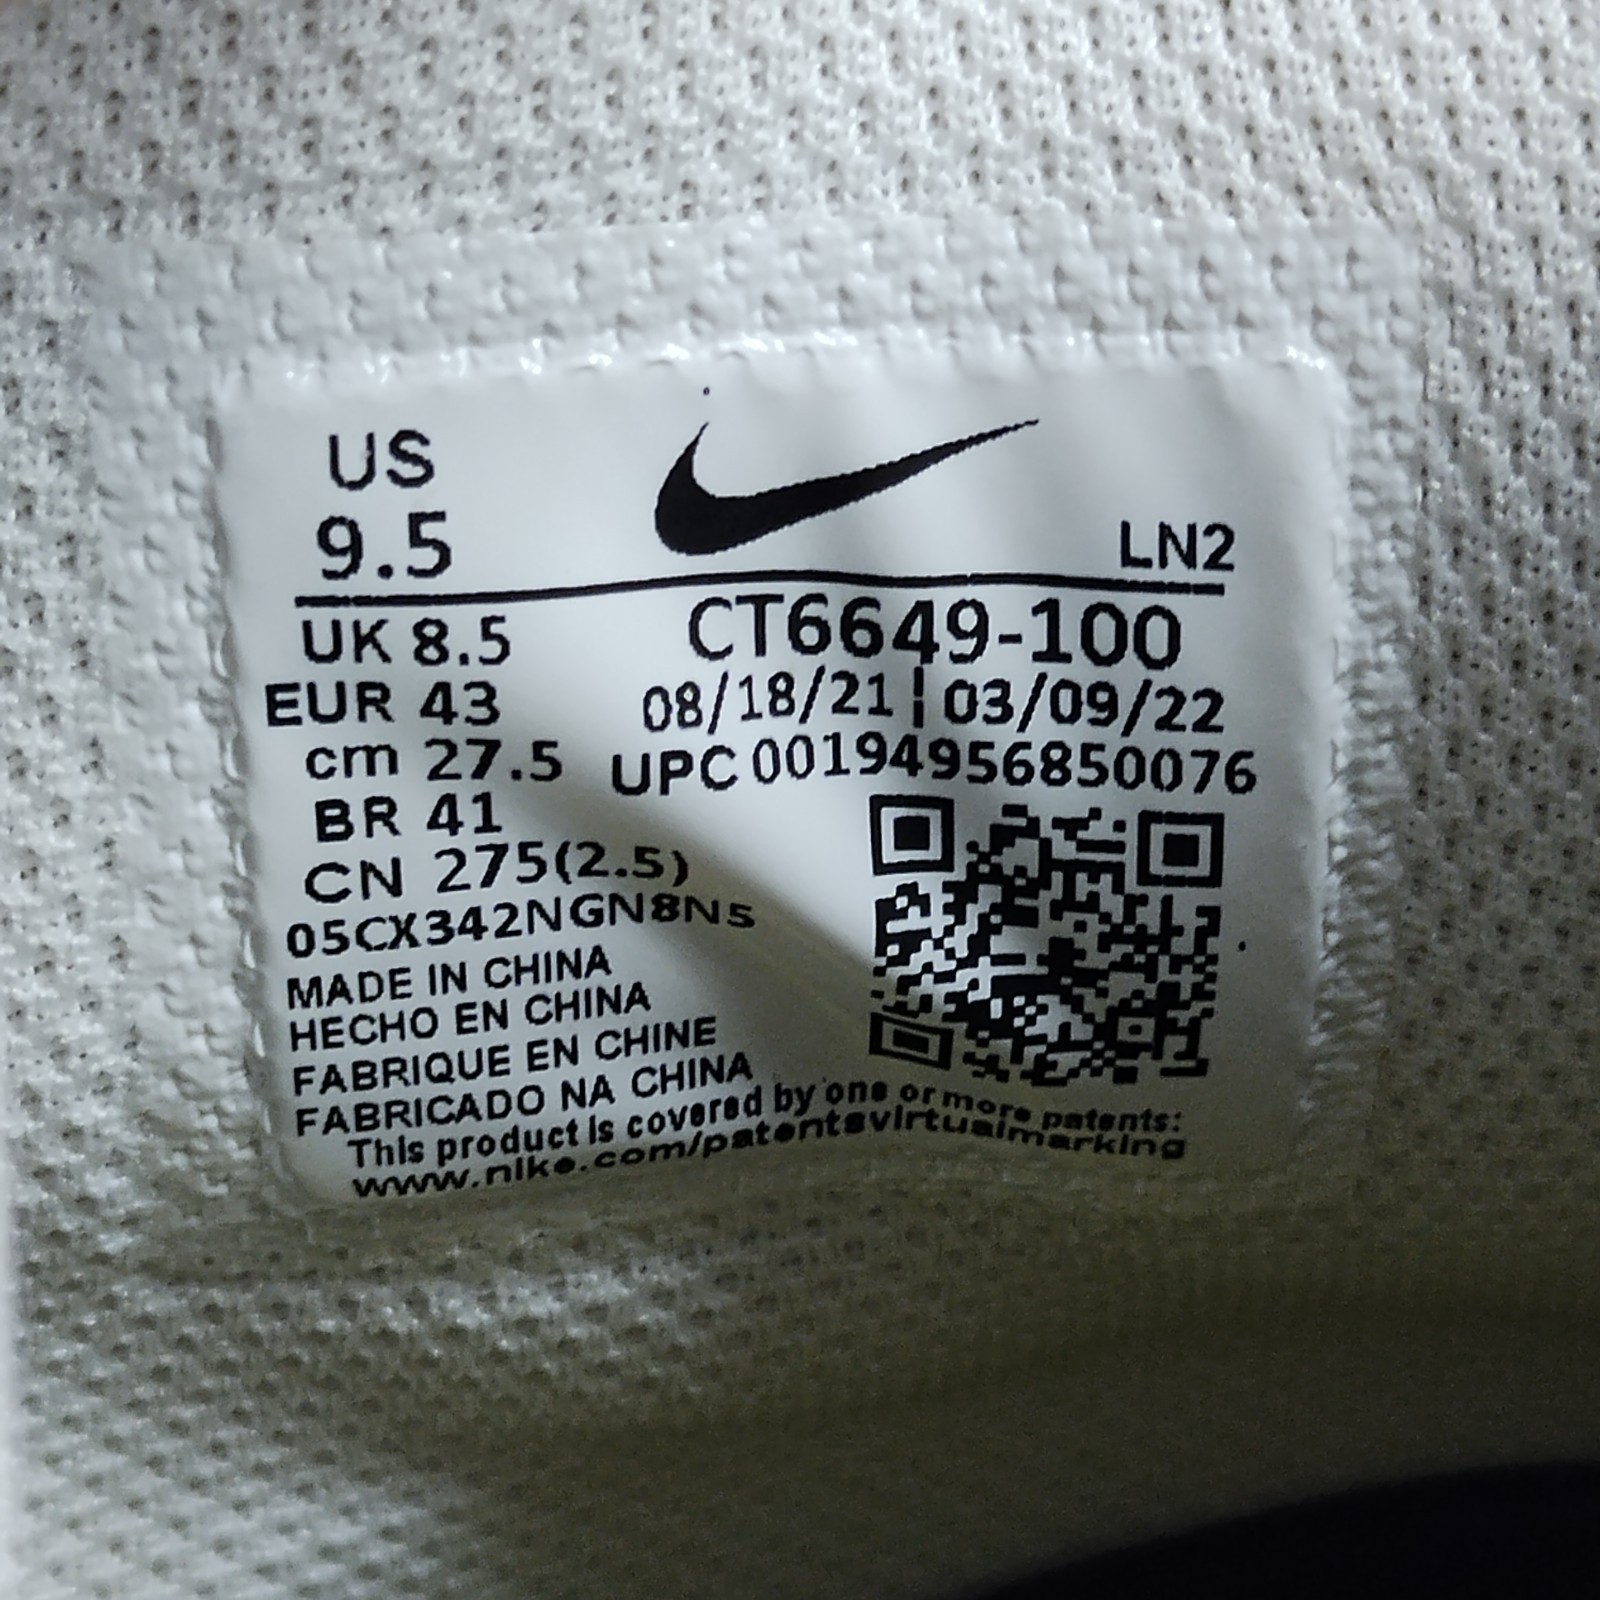 US
9.5
LN2
UK 8.5
EUR 43
cm 27.5
BR 41
CN 275(2.5)
CT6649-100
08/18/21 | 03/09/22
UPC 00194956850076
05CX342NGN8N5
MADE IN CHINA
HECHO EN CHINA
FABRIQUE EN CHINE
FABRICADO NA CHINA
This product is covered by one or more patents:
www.nike.com/patentsvirtualmarking